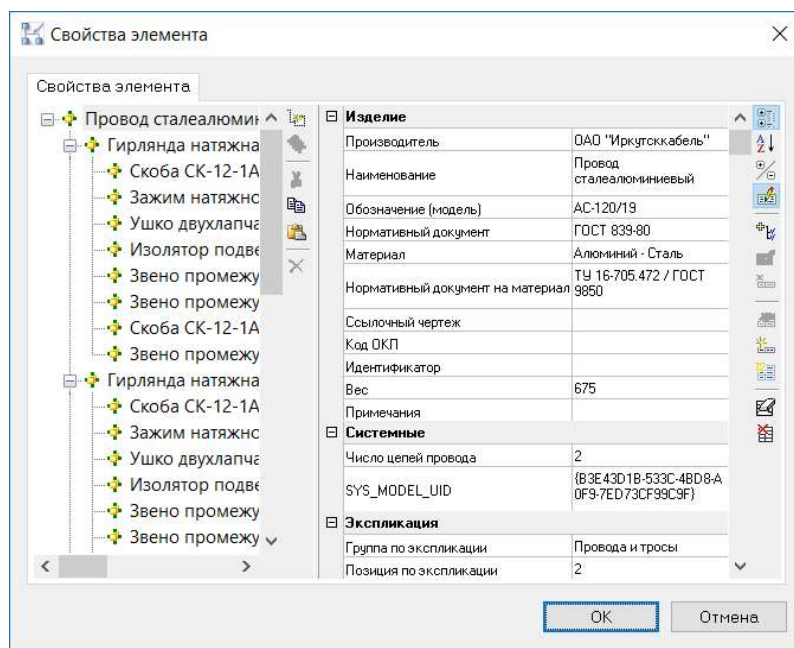 Свойства элемента
Свойства элемента
Провод сталеалюмин
Гирлянда натяжна
Скоба СК-12-1А
Зажим натяжно
Ушко двухлапча
Изолятор подве
Звено промежу
Звено промежу
Скоба СК-12-1А
Звено промежу
Гирлянда натяжна
Скоба СК-12-1А
Зажим натяжно
Ушко двухлапча
Изолятор подве
Звено промежу
Звено промежу
Изделие
Производитель ОАО "Иркутсккабель"
Наименование Провод
сталеалюминиевый
Обозначение (модель) АС-120/19
Нормативный документ ГОСТ 839-80
Материал Алюминий - Сталь
Нормативный документ на материал ТУ 16-705.472 / ГОСТ
9850
Ссылочный чертеж
Код ОКП
Идентификатор
Вес 675
Примечания
Системные
Число цепей провода 2
SYS_MODEL_UID {B3E43D1B-533C-4BD8-A
0F9-7ED73CF99C9F}
Экспликация
Группа по экспликации Провода и тросы
Позиция по экспликации 2
OK Отмена